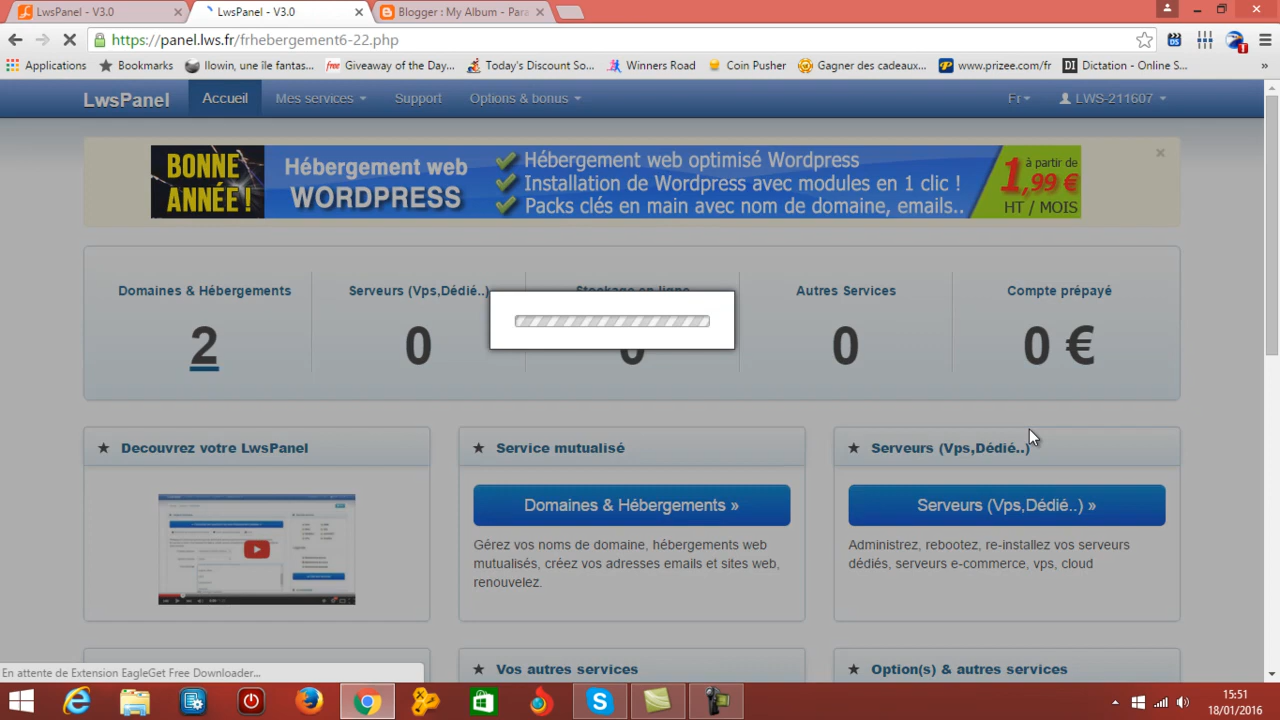 LwsPanel - V3.0
LwsPanel - V3.0
Blogger : My Album - Para
https://panel.lws.fr/frhebergement6-22.php
Applications
Bookmarks
Ilowin, une île fantas...
Giveaway of the Day...
Today's Discount So...
Winners Road
Coin Pusher
Gagner des cadeaux...
www.prizee.com/fr
Dictation - Online S...
»
LwsPanel
Accueil
Mes services
Support
Options & bonus
Fr
LWS-211607
BONNE ANNÉE!
Hébergement web
WORDPRESS
Hébergement web optimisé Wordpress
Installation de Wordpress avec modules en 1 clic !
Packs clés en main avec nom de domaine, emails..
à partir de
1,99 €
HT / MOIS
×
Domaines & Hébergements
Serveurs (Vps,Dédié..)
Stockage en ligne
Autres Services
Compte prépayé
2
0
0
0
0 €
Decouvrez votre LwsPanel
Service mutualisé
Domaines & Hébergements »
Gérez vos noms de domaine, hébergements web
mutualisés, créez vos adresses emails et sites web,
renouvelez.
Serveurs (Vps,Dédié..)
Serveurs (Vps,Dédié..) »
Administrez, rebootez, re-installez vos serveurs
dédiés, serveurs e-commerce, vps, cloud
Vos autres services
Option(s) & autres services
En attente de Extension EagleGet Free Downloader...
15:51
18/01/2016